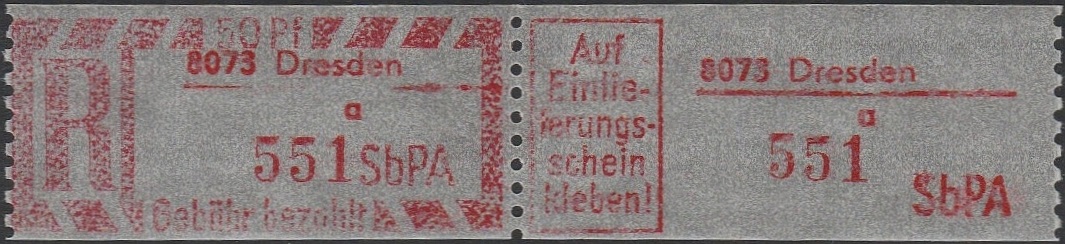 50 Pf
R
8073 Dresden
a
551 SbPA
Gebühr bezahlt
Auf
Einlie-
ferungs-
schein
kleben!
8073 Dresden
a
551
SbPA